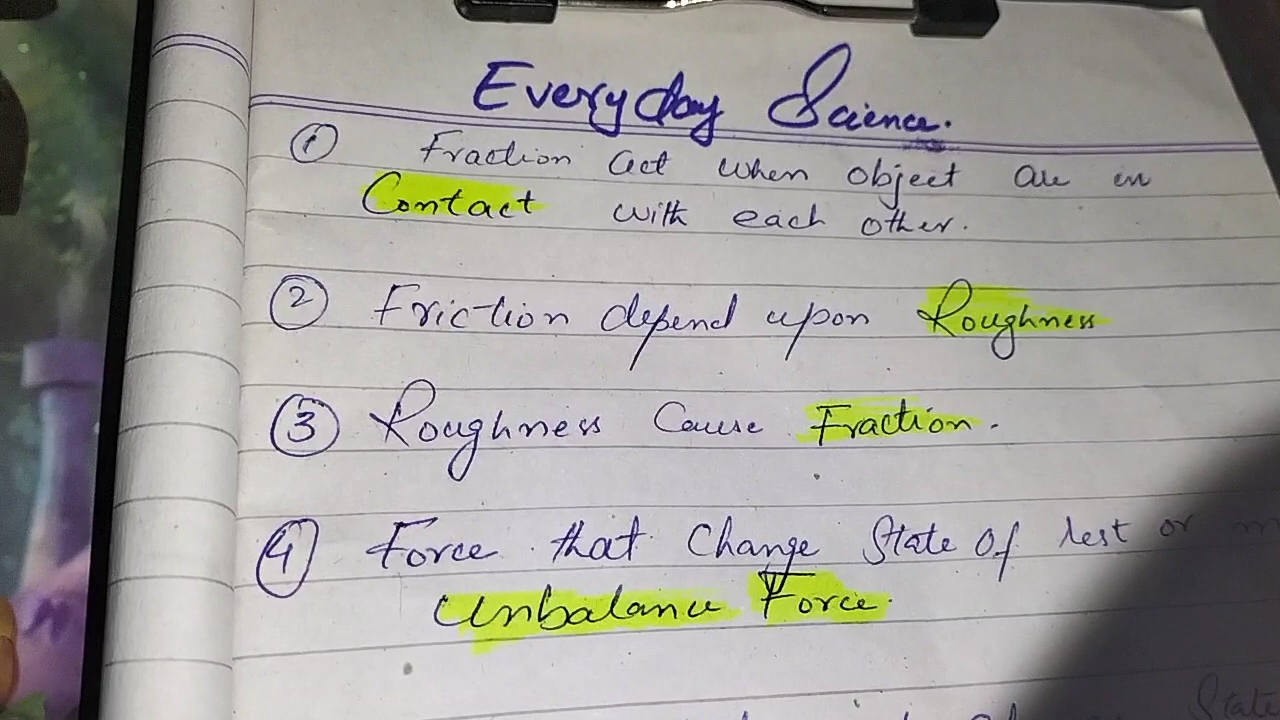 Everyday Science.
① Fraction act when object are in
Contact with each other.
② Friction depend upon Roughness
③ Roughness Cause Fraction.
④ Force that Change State Of rest or
Unbalance Force.
State